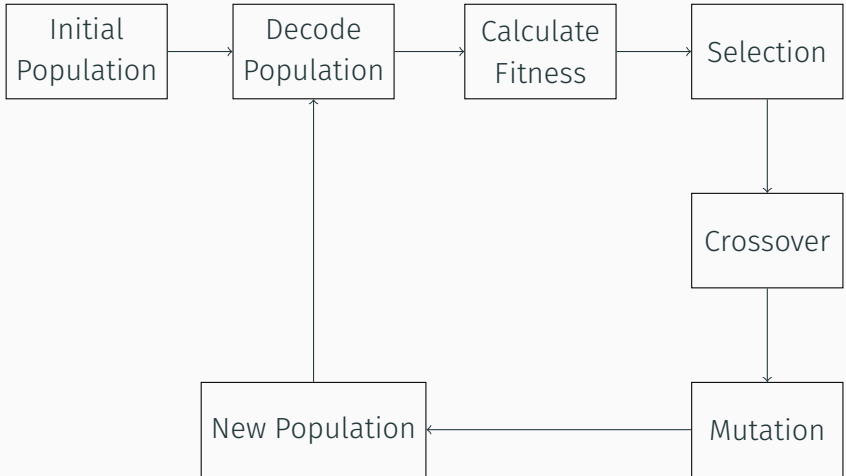 Initial
Population
Decode
Population
Calculate
Fitness
Selection
Crossover
New Population
Mutation